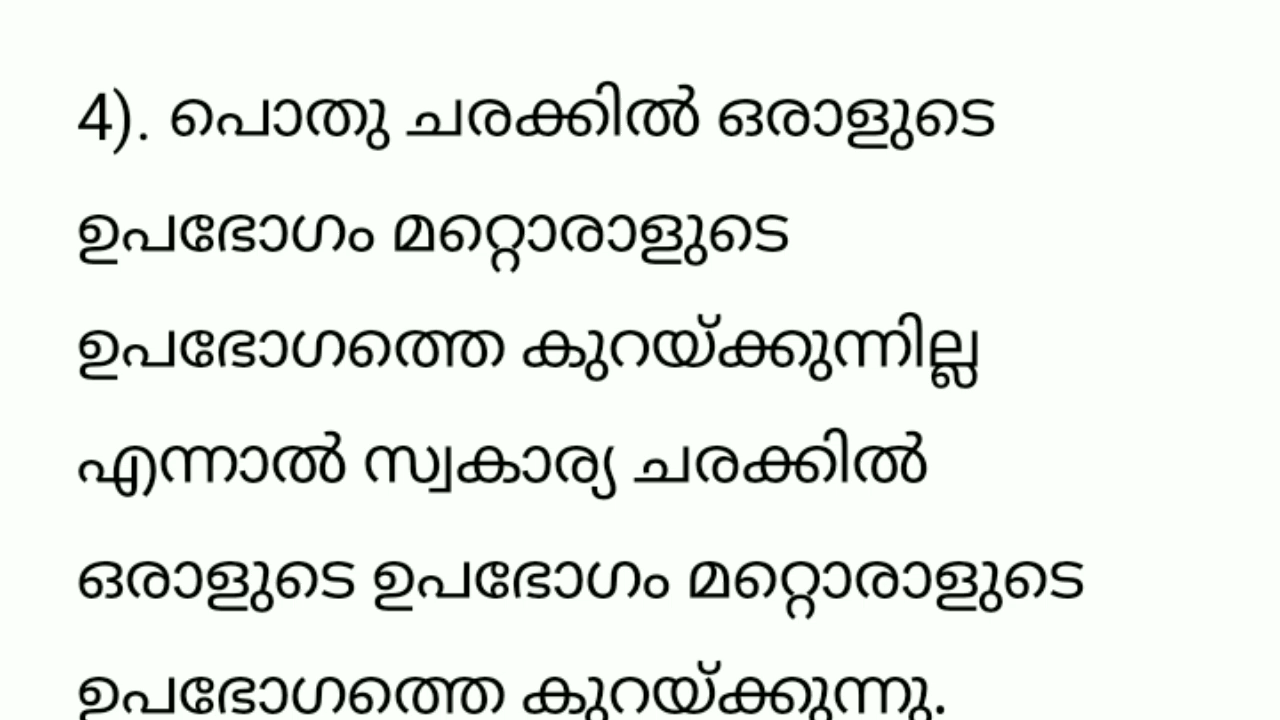 4). പൊതു ചരക്കിൽ ഒരാളുടെ
ഉപഭോഗം മറ്റൊരാളുടെ
ഉപഭോഗത്തെ കുറയ്ക്കുന്നില്ല
എന്നാൽ സ്വകാര്യ ചരക്കിൽ
ഒരാളുടെ ഉപഭോഗം മറ്റൊരാളുടെ
ഉപഭോഗത്തെ കുറയ്ക്കുന്നു.